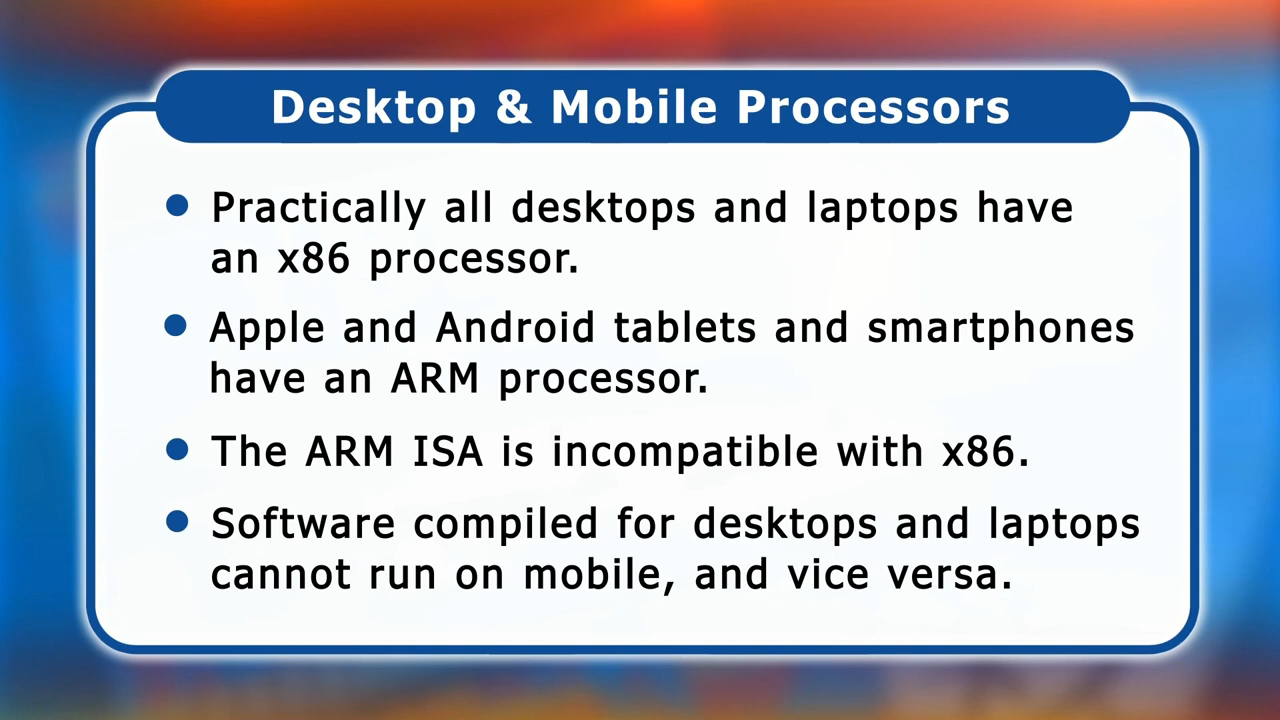 Desktop & Mobile Processors
Practically all desktops and laptops have
an x86 processor.
Apple and Android tablets and smartphones
have an ARM processor.
The ARM ISA is incompatible with x86.
Software compiled for desktops and laptops
cannot run on mobile, and vice versa.